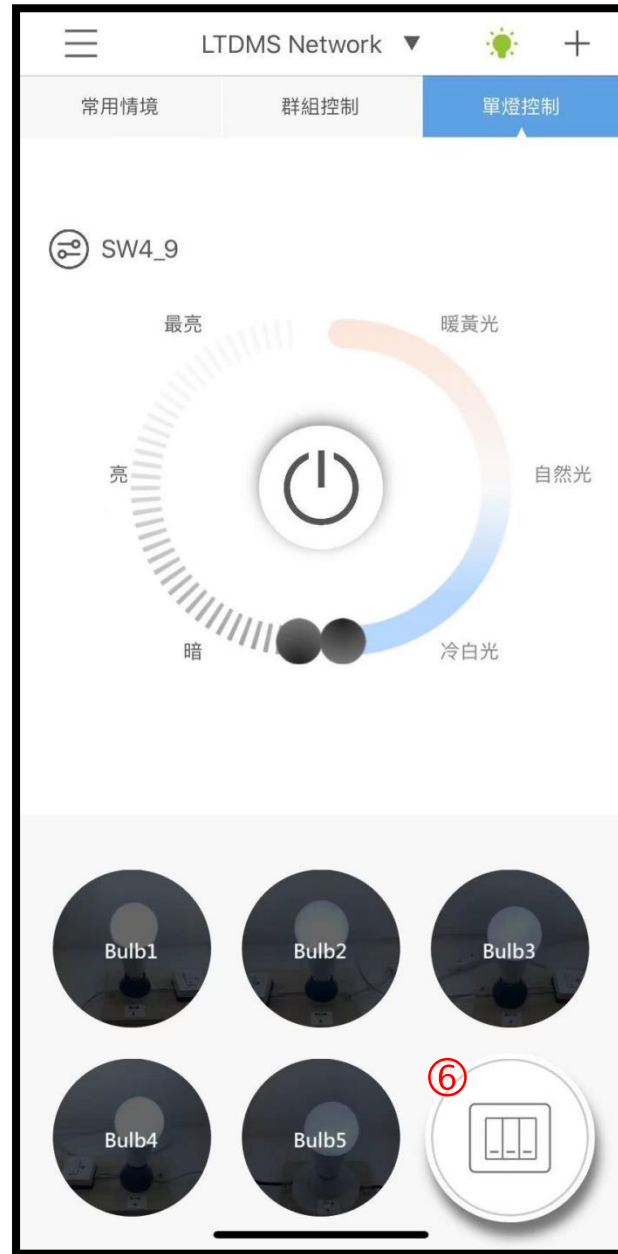 LTDMS Network ▼
常用情境 群組控制 單燈控制
SW4_9
最亮 暖黃光
亮 自然光
暗 冷白光
Bulb1 Bulb2 Bulb3
⑥
Bulb4 Bulb5